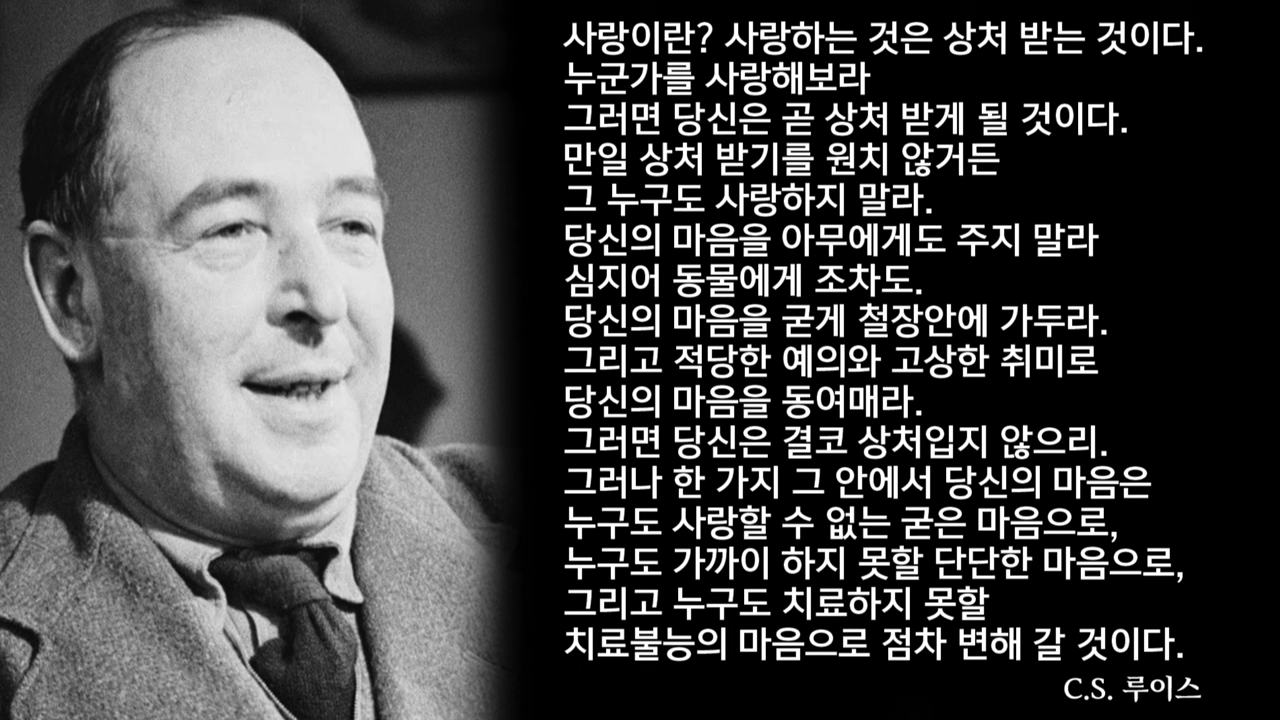 사랑이란? 사랑하는 것은 상처 받는 것이다.
누군가를 사랑해보라
그러면 당신은 곧 상처 받게 될 것이다.
만일 상처 받기를 원치 않거든
그 누구도 사랑하지 말라.
당신의 마음을 아무에게도 주지 말라
심지어 동물에게 조차도.
당신의 마음을 굳게 철장안에 가두라.
그리고 적당한 예의와 고상한 취미로
당신의 마음을 동여매라.
그러면 당신은 결코 상처입지 않으리.
그러나 한 가지 그 안에서 당신의 마음은
누구도 사랑할 수 없는 굳은 마음으로,
누구도 가까이 하지 못할 단단한 마음으로,
그리고 누구도 치료하지 못할
치료불능의 마음으로 점차 변해 갈 것이다.
C.S. 루이스